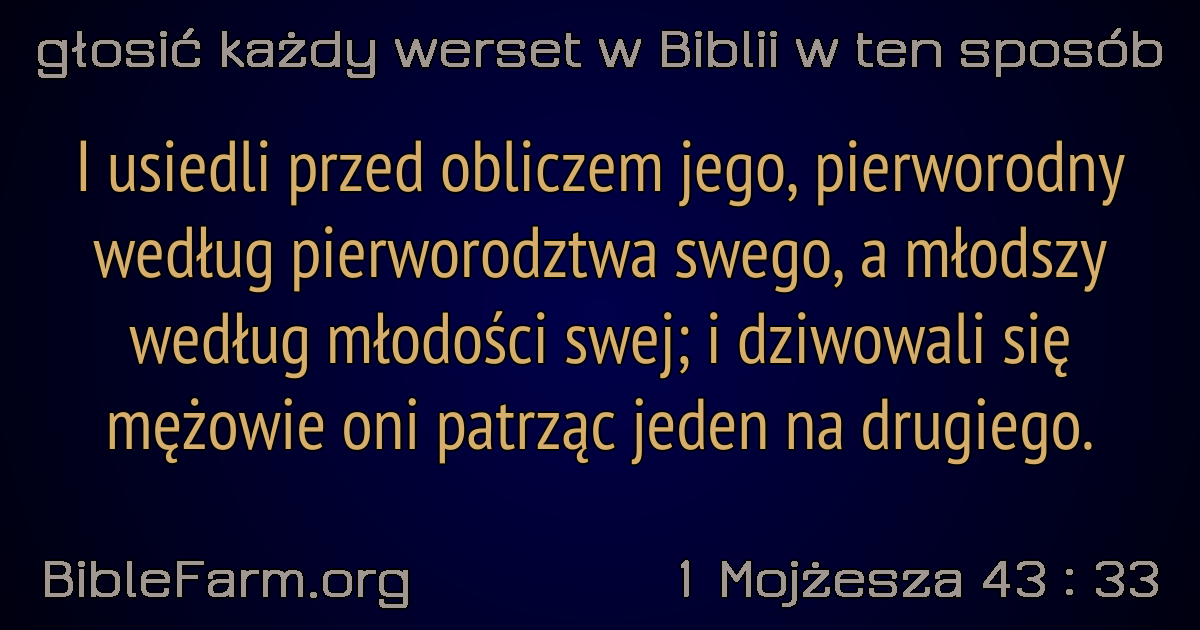 głosić każdy werset w Biblii w ten sposób
I usiedli przed obliczem jego, pierworodny
według pierworodztwa swego, a młodszy
według młodości swej; i dziwowali się
mężowie oni patrząc jeden na drugiego.
BibleFarm.org
1 Mojżesza 43 : 33